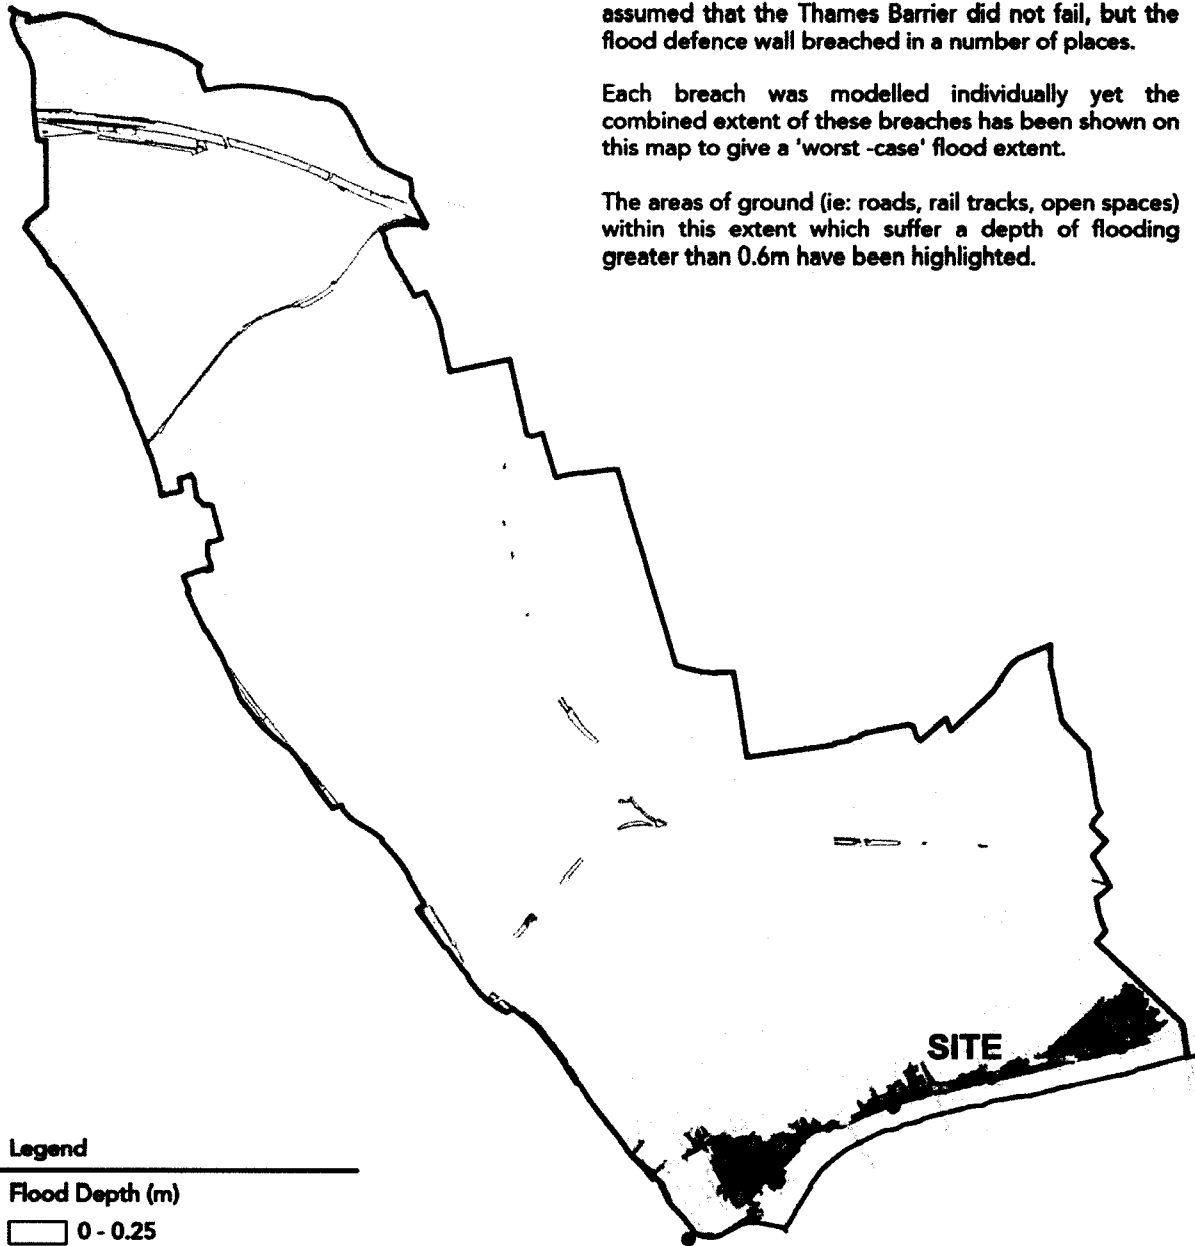 assumed that the Thames Barrier did not fail, but the
flood defence wall breached in a number of places.
Each breach was modelled individually yet the
combined extent of these breaches has been shown on
this map to give a 'worst -case' flood extent.
The areas of ground (ie: roads, rail tracks, open spaces)
within this extent which suffer a depth of flooding
greater than 0.6m have been highlighted.
SITE
Legend
Flood Depth (m)
0 - 0.25